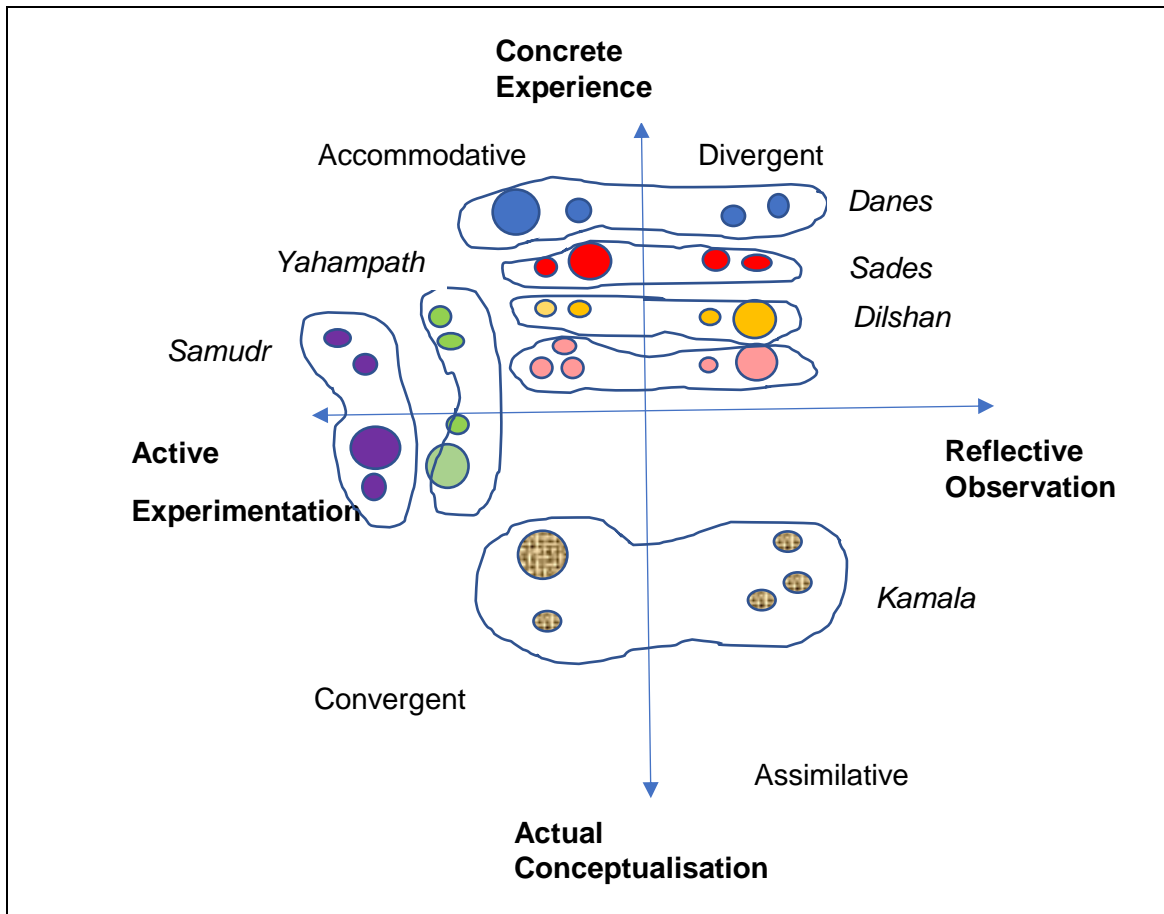 Concrete
Experience
Accommodative
Divergent
Danes
Yahampath
Sades
Samudr
Dilshan
Active
Experimentation
Reflective
Observation
Kamala
Convergent
Assimilative
Actual
Conceptualisation